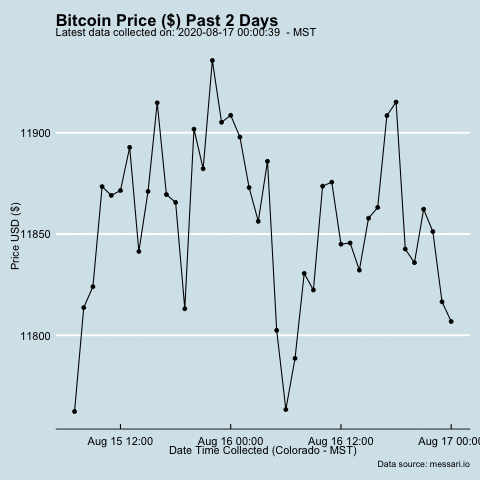 Bitcoin Price ($) Past 2 Days
Latest data collected on: 2020-08-17 00:00:39  - MST
11900
11850
11800
Price USD ($)
Aug 15 12:00 Aug 16 00:00 Aug 16 12:00 Aug 17 00:00
Date Time Collected (Colorado - MST)
Data source: messari.io